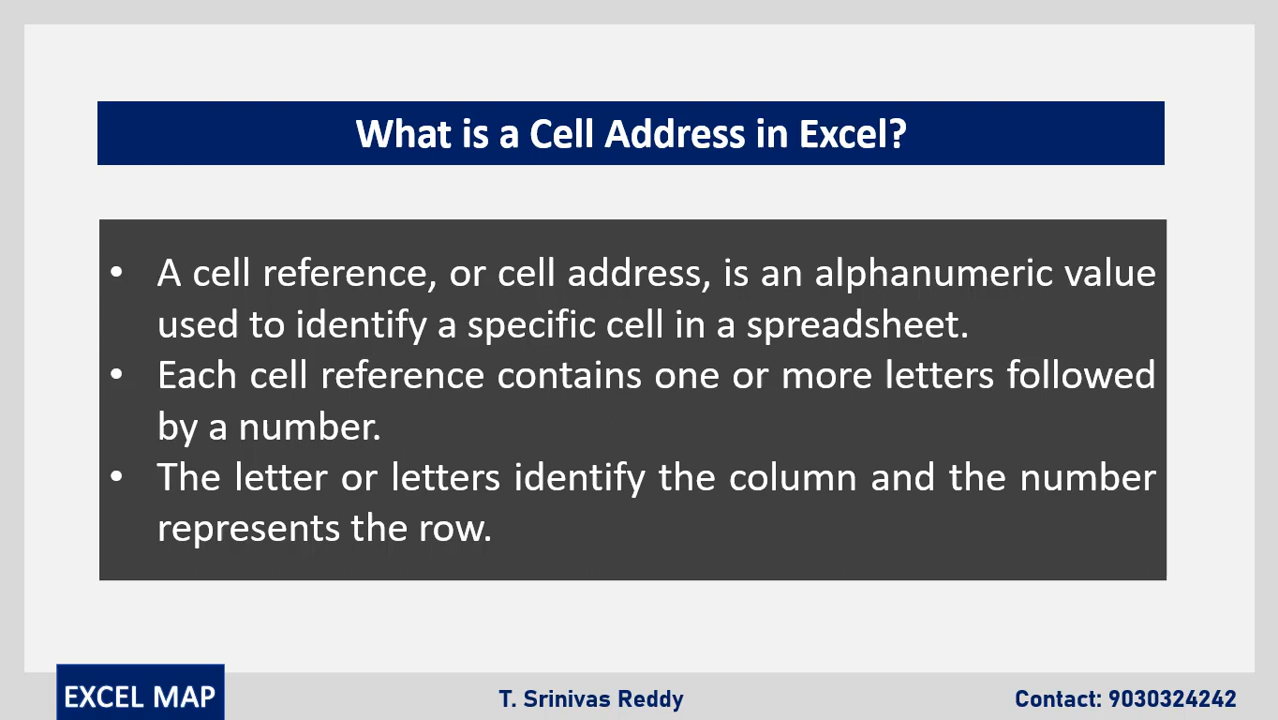 What is a Cell Address in Excel?
• A cell reference, or cell address, is an alphanumeric value
used to identify a specific cell in a spreadsheet.
• Each cell reference contains one or more letters followed
by a number.
• The letter or letters identify the column and the number
represents the row.
EXCEL MAP
T. Srinivas Reddy
Contact: 9030324242